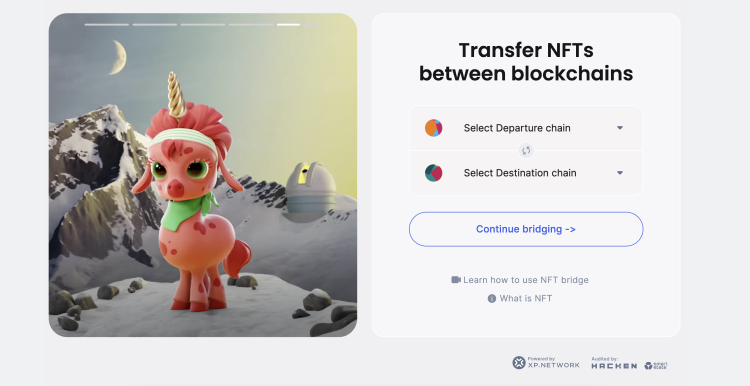 Transfer NFTs
between blockchains
Select Departure chain
Select Destination chain
Continue bridging ->
Learn how to use NFT bridge
What is NFT
Powered by
XP.NETWORK
Audited by:
HACKEN